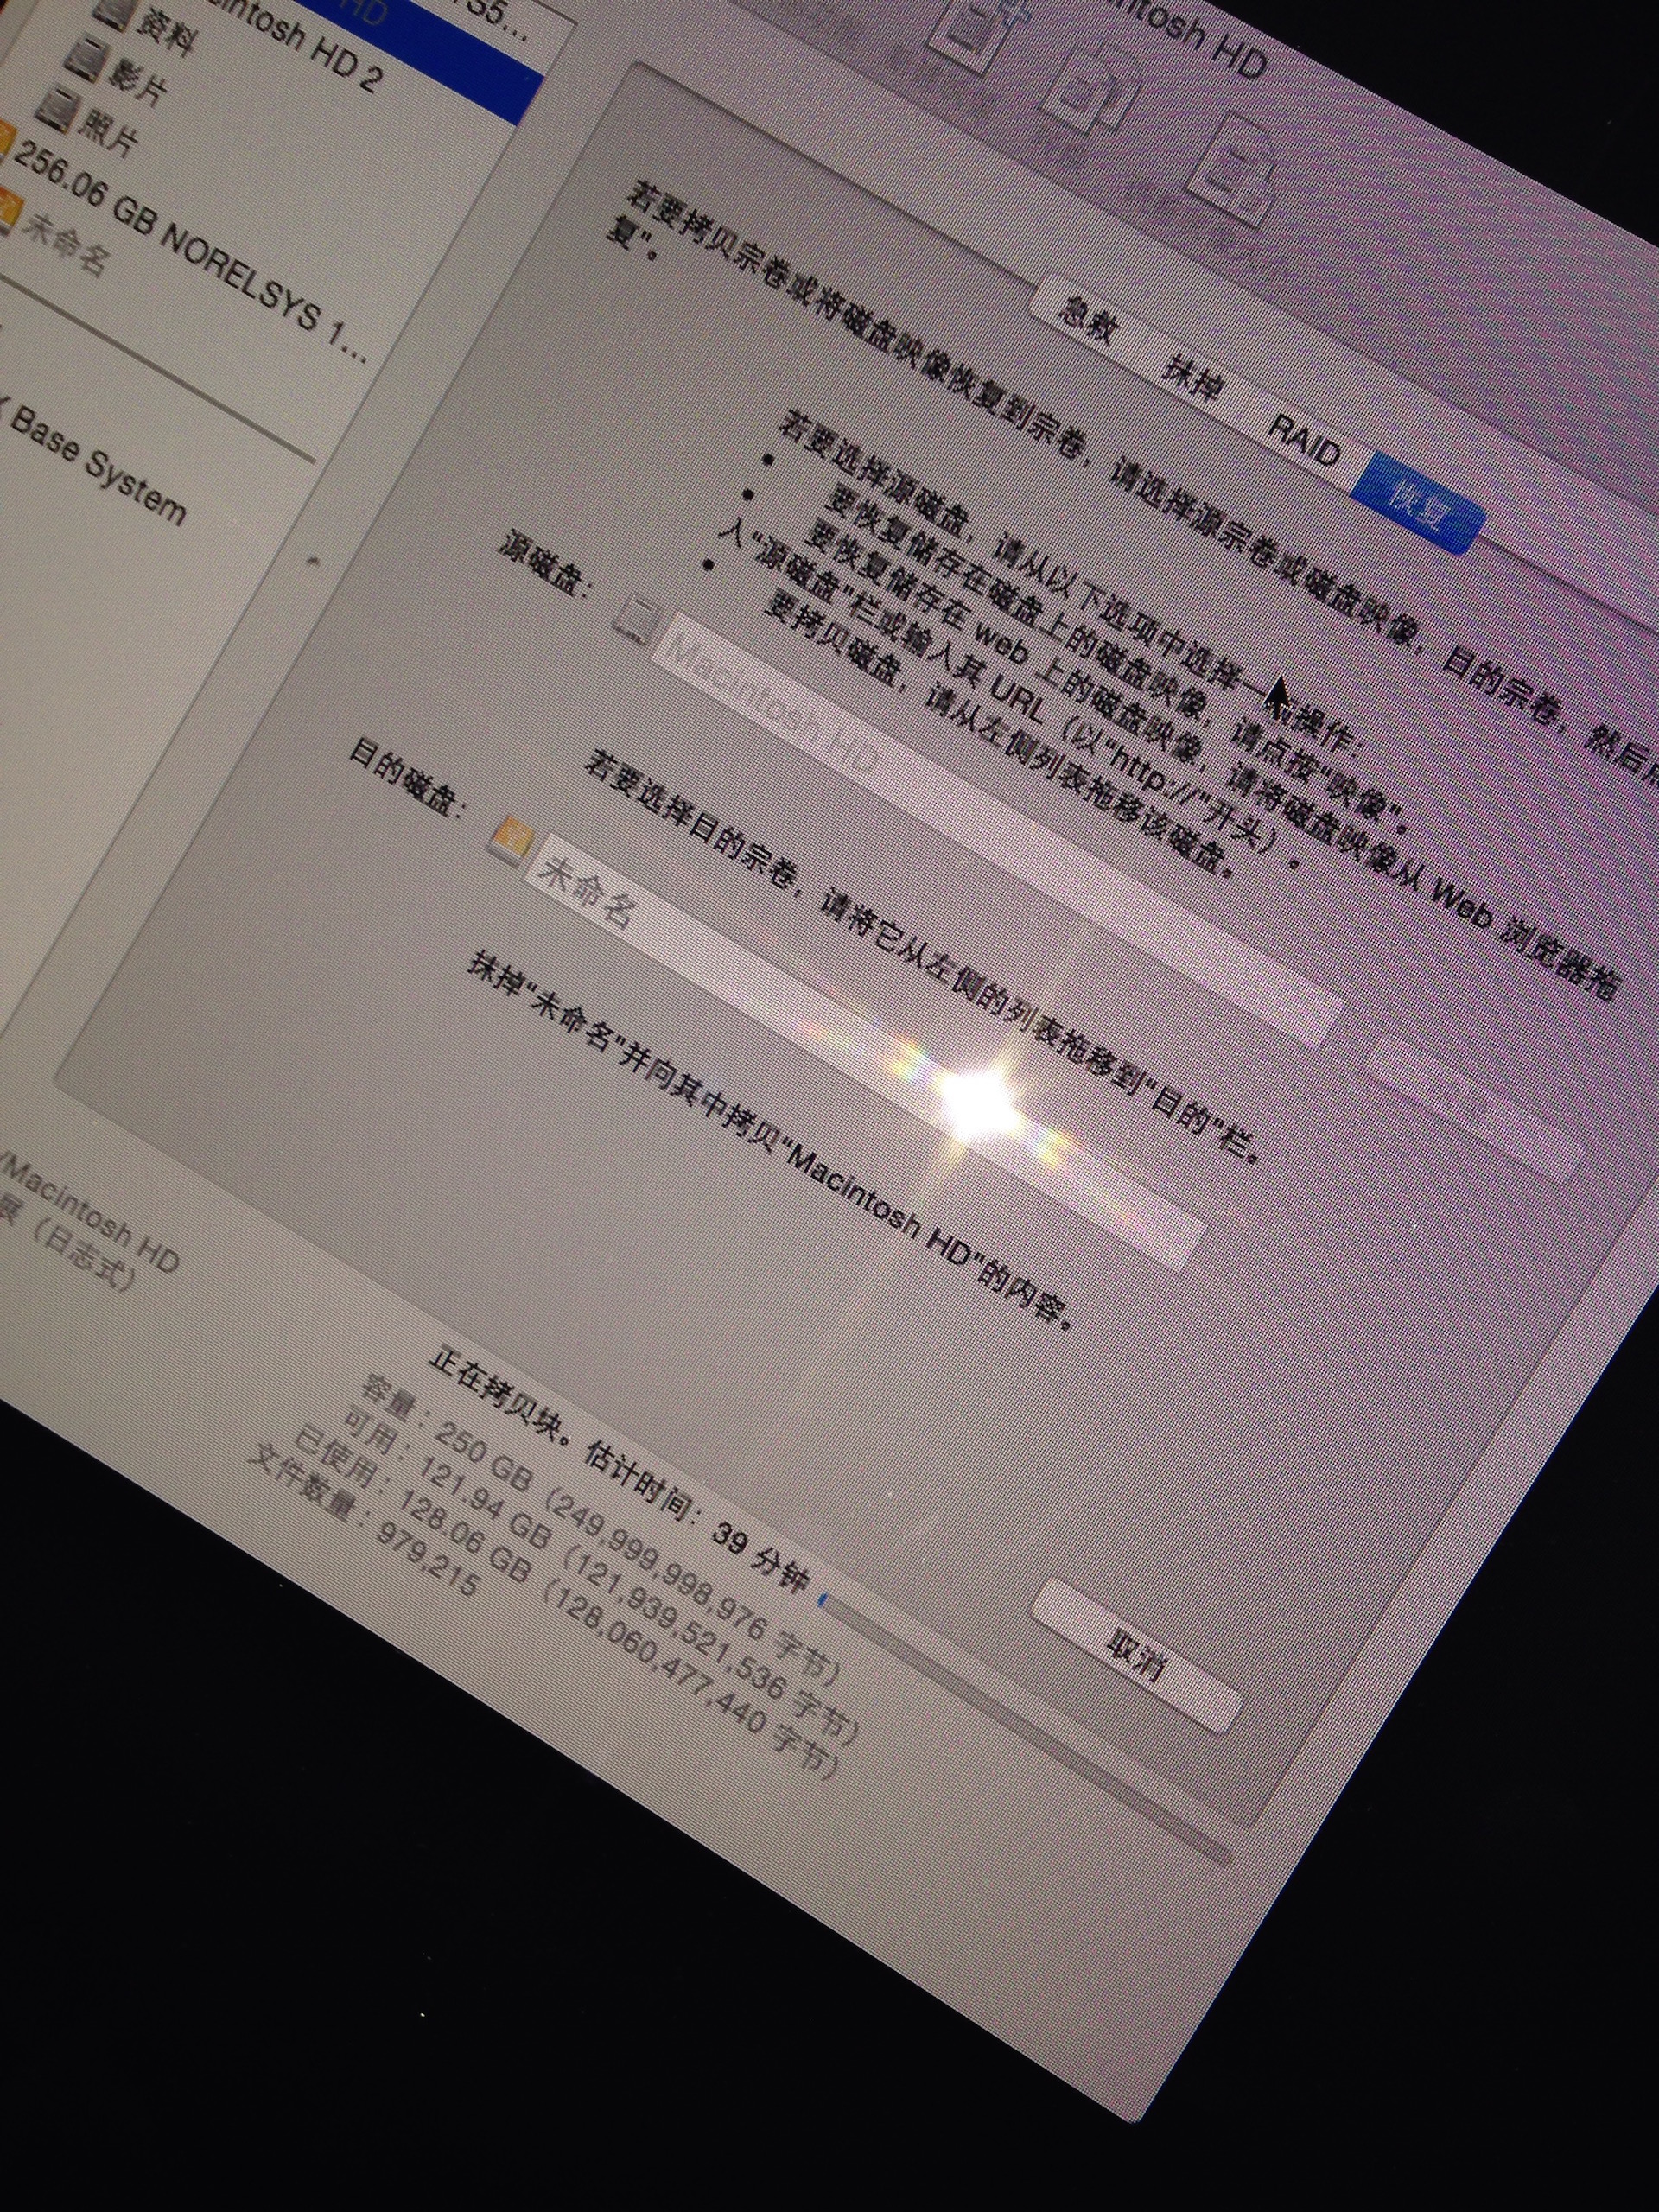 S5...
HD
ntosh HD 2
资料
影片
照片
256.06 GB NORELSYS 1...
未命名
Base System
ntosh HD
急救
抹掉
RAID
恢复
若要拷贝宗卷或将磁盘映像恢复到宗卷，请选择源宗卷或磁盘映像，目的宗卷，然后
复”。
若要选择源磁盘，请从以下选项中选择一操作：
• 要恢复储存在磁盘上的磁盘映像，请点按“映像”。
• 要恢复储存在 web 上的磁盘映像，请将磁盘映像从 Web 浏览器拖
入“源磁盘”栏或输入其 URL（以“http://”开头）。
• 要拷贝磁盘，请从左侧列表拖移该磁盘。
源磁盘：
Macintosh HD
若要选择目的宗卷，请将它从左侧的列表拖移到“目的”栏。
目的磁盘：
未命名
抹掉“未命名”并向其中拷贝“Macintosh HD”的内容。
正在拷贝块。估计时间：39 分钟
取消
/Macintosh HD
展（日志式）
容量：250 GB（249,999,998,976 字节）
可用：121.94 GB（121,939,521,536 字节）
已使用：128.06 GB（128,060,477,440 字节）
文件数量：979,215